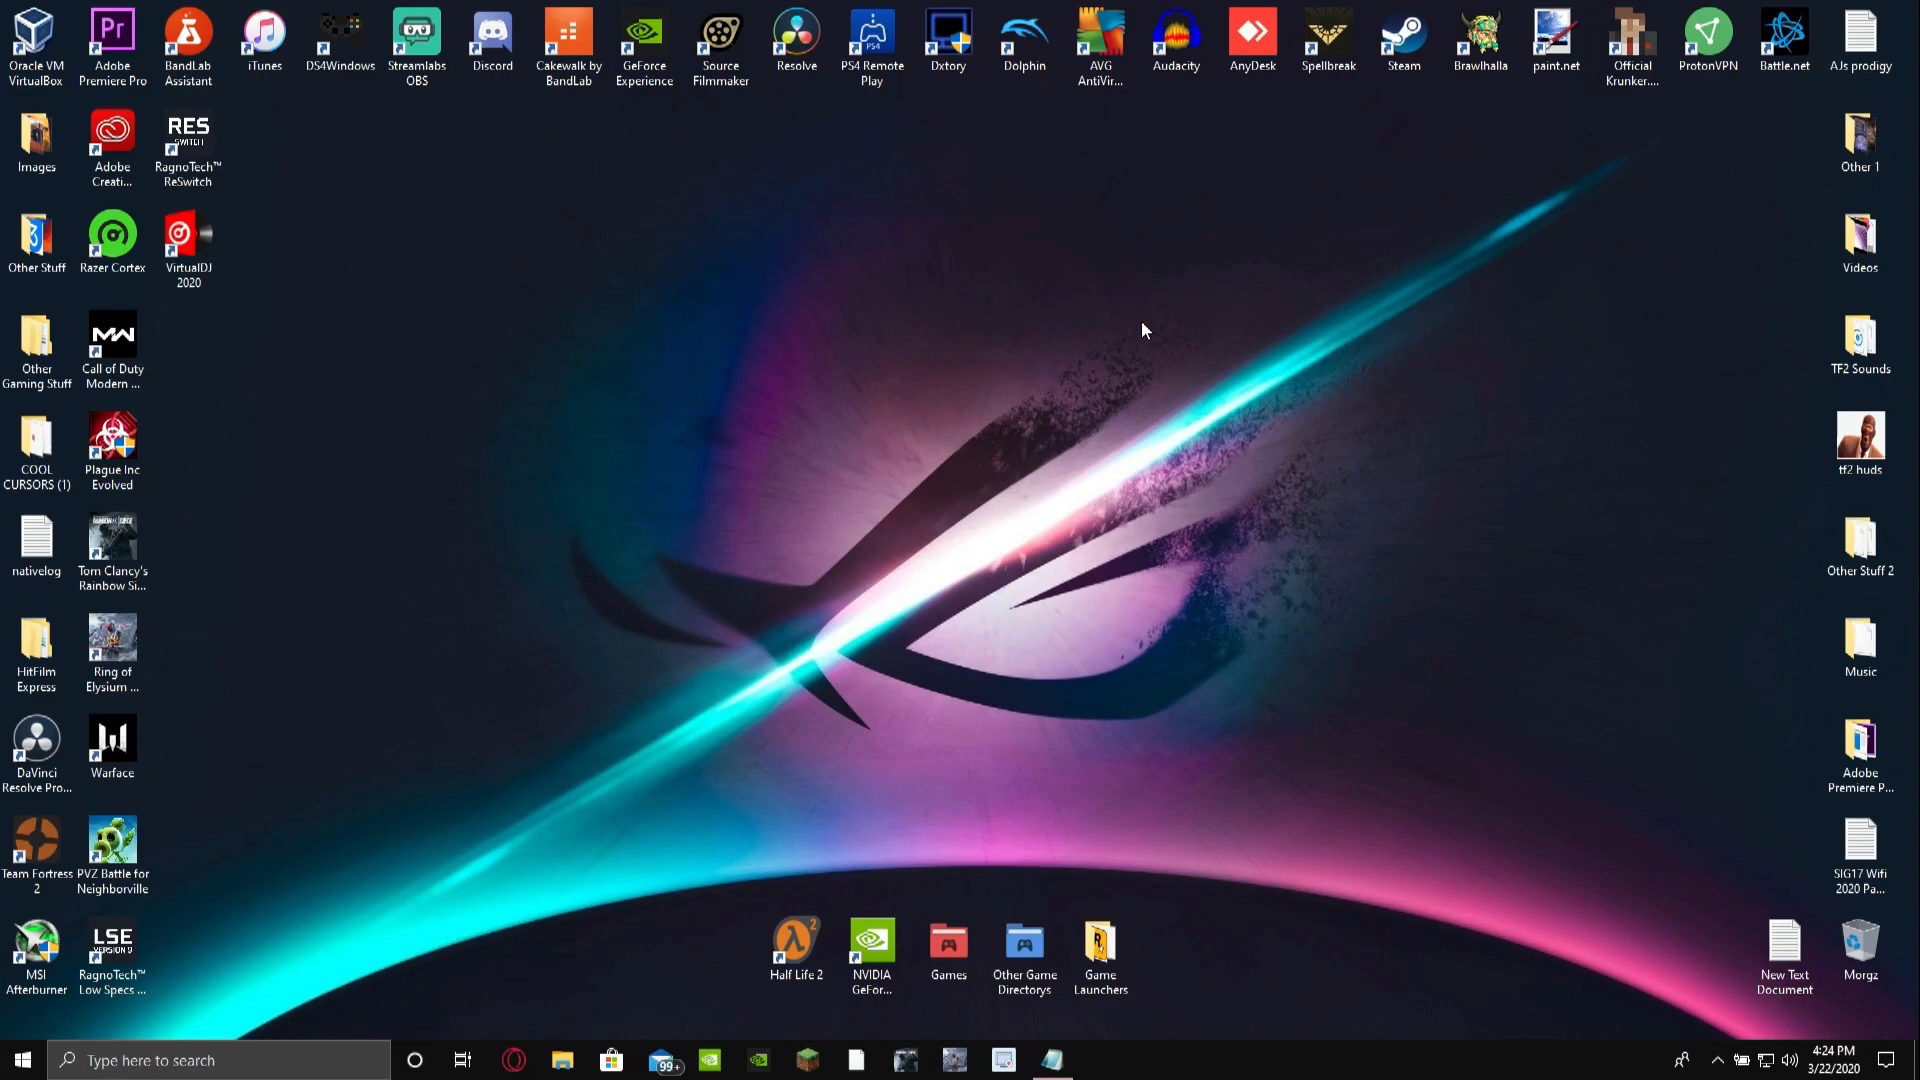 Oracle VM
VirtualBox
Pr
Adobe
Premiere Pro
BandLab
Assistant
iTunes
DS4Windows
Streamlabs
OBS
Discord
Cakewalk by
BandLab
GeForce
Experience
Source
Filmmaker
Resolve
PS4
PS4 Remote
Play
Dxtory
Dolphin
AVG
AntiVir...
Audacity
AnyDesk
Spellbreak
Steam
Brawlhalla
paint.net
Official
Krunker....
ProtonVPN
Battle.net
AJs prodigy
Images
Adobe
Creati...
RES
SWITCH
RagnoTech™
ReSwitch
Other 1
Other Stuff
Razer Cortex
VirtualDJ
2020
Videos
Other
Gaming Stuff
MW
Call of Duty
Modern ...
TF2 Sounds
COOL
CURSORS (1)
Plague Inc
Evolved
tf2 huds
nativelog
Tom Clancy's
Rainbow Si...
Other Stuff 2
HitFilm
Express
Ring of
Elysium ...
Music
DaVinci
Resolve Pro...
Warface
Adobe
Premiere P...
Team Fortress
2
PVZ Battle for
Neighborville
SIG17 Wifi
2020 Pa...
MSI
Afterburner
LSE
VERSION 9
RagnoTech™
Low Specs ...
2
Half Life 2
NVIDIA
GeFor...
Games
Other Game
Directorys
R
Game
Launchers
New Text
Document
Morgz
Type here to search
99+
4:24 PM
3/22/2020